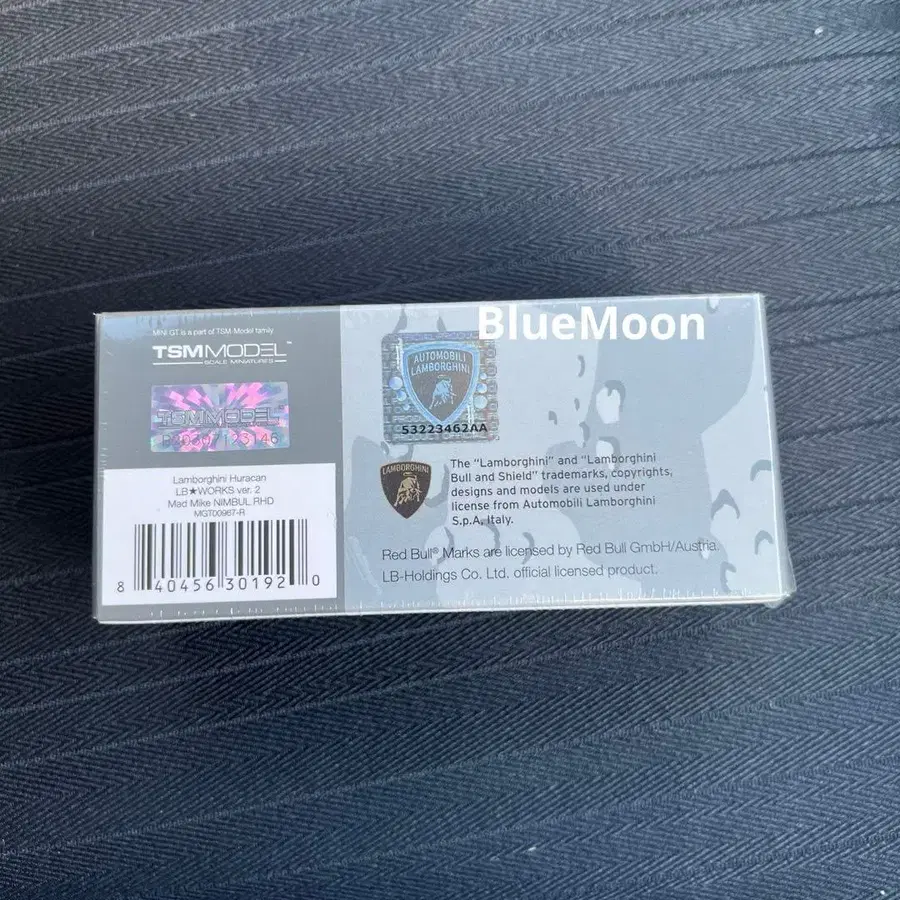 MINI GT is a part of TSM-Model family
TSMMODEL™
SCALE MINIATURES
TSMMODEL
Lamborghini Huracan
LB★WORKS ver. 2
Mad Mike NIMBUL RHD
MGT00967-R
8 40456 30192 0
BlueMoon
AUTOMOBILI
LAMBORGHINI
53223462AA
LAMBORGHINI
The "Lamborghini" and "Lamborghini
Bull and Shield" trademarks, copyrights,
designs and models are used under
license from Automobili Lamborghini
S.p.A, Italy.
Red Bull® Marks are licensed by Red Bull GmbH/Austria.
LB-Holdings Co. Ltd. official licensed product.